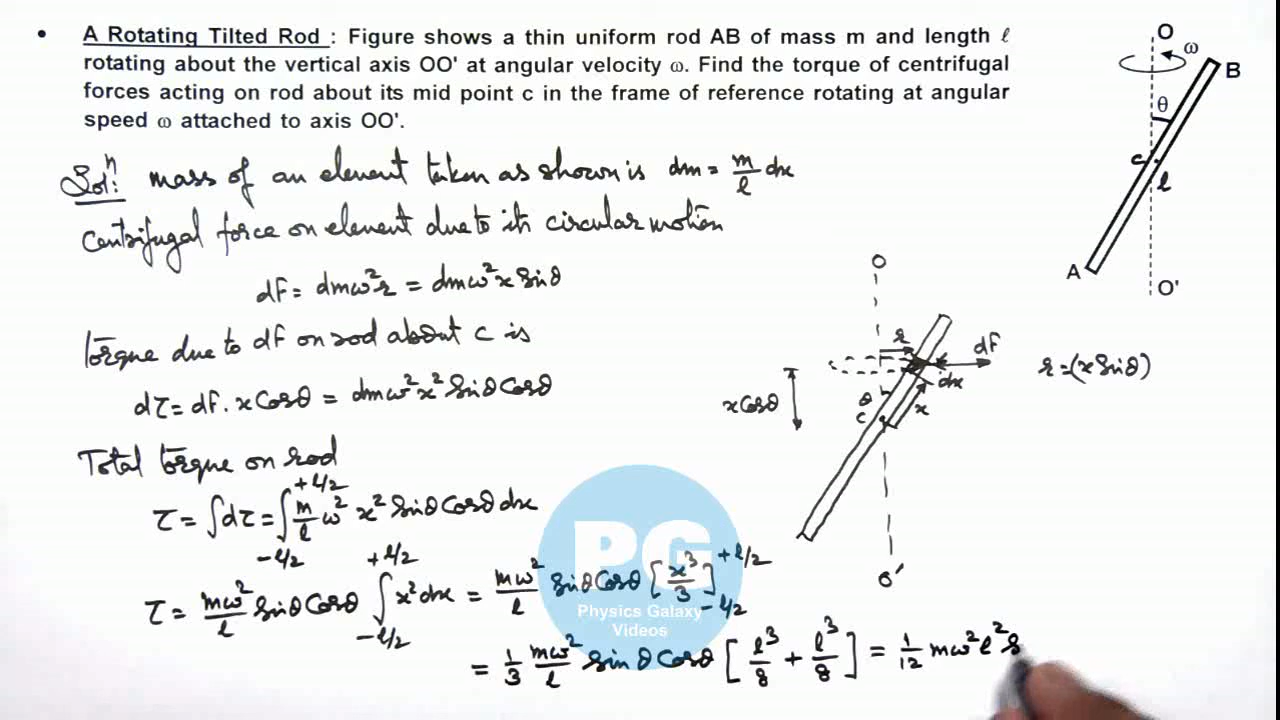 • A Rotating Tilted Rod : Figure shows a thin uniform rod AB of mass m and length ℓ
rotating about the vertical axis OO' at angular velocity ω. Find the torque of centrifugal
forces acting on rod about its mid point c in the frame of reference rotating at angular
speed ω attached to axis OO'.
O
ω
B
θ
c
l
A
O'
Solⁿ: mass of an element taken as shown is dm = m/l dx
Centrifugal force on element due to its circular motion
dF = dmω²r = dmω²x sinθ
torque due to dF on rod about c is
dτ = dF · x cosθ = dmω²x² sinθ cosθ
Total torque on rod
τ = ∫dτ = ∫_{-l/2}^{+l/2} m/l ω² x² sinθ cosθ dx
τ = mω²/l sinθ cosθ ∫_{-l/2}^{+l/2} x² dx = mω²/l sinθ cosθ [x³/3]_{-l/2}^{+l/2}
= 1/3 mω²/l sinθ cosθ [l³/8 + l³/8] = 1/12 mω²l² s
O
r
dF
dx
r = (x sinθ)
x cosθ
θ
c
x
O'
PG
Physics Galaxy
Videos